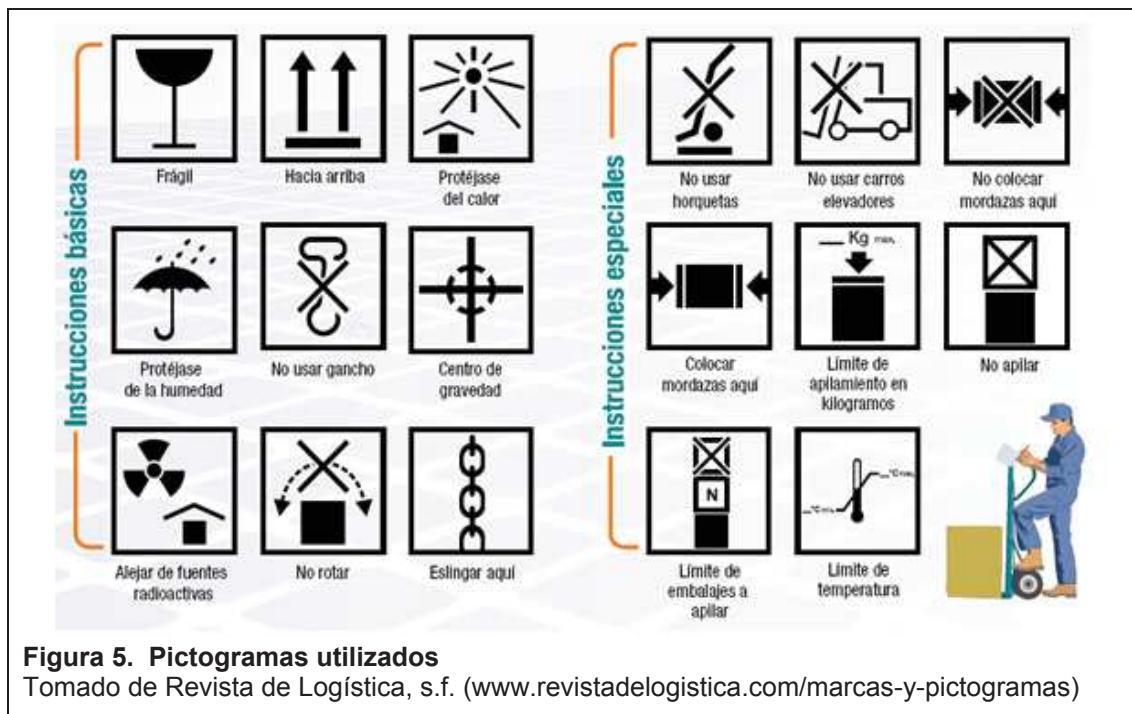 Instrucciones básicas
Frágil
Hacia arriba
Protéjase
del calor
Protéjase
de la humedad
No usar gancho
Centro de
gravedad
Alejar de fuentes
radioactivas
No rotar
Eslingar aquí
Instrucciones especiales
No usar
horquetas
No usar carros
elevadores
No colocar
mordazas aquí
Kg max.
Colocar
mordazas aquí
Límite de
apilamiento en
kilogramos
No apilar
N
Límite de
embalajes a
apilar
Límite de
temperatura
Figura 5. Pictogramas utilizados
Tomado de Revista de Logística, s.f. (www.revistadelogistica.com/marcas-y-pictogramas)